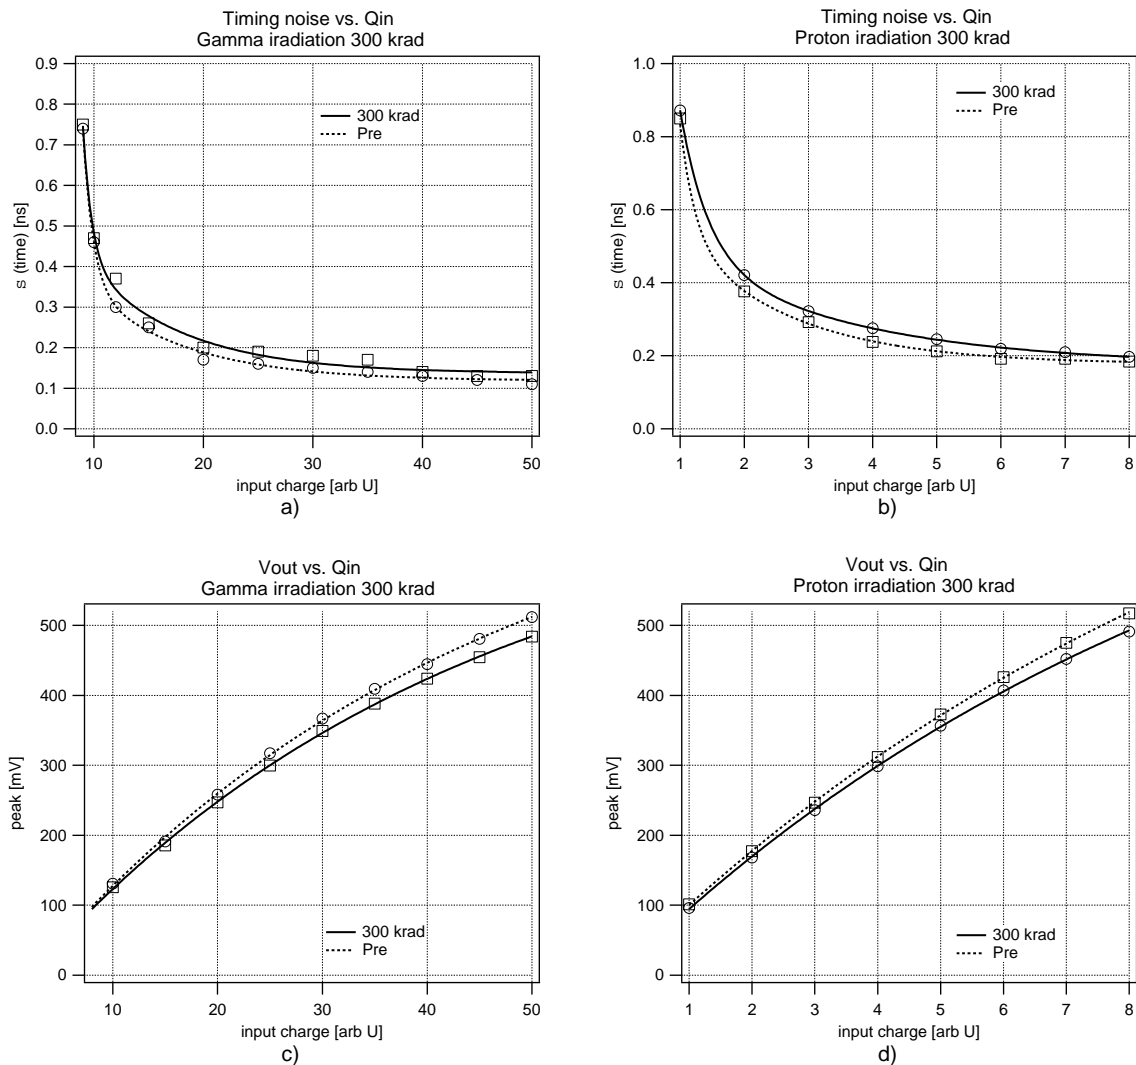 Timing noise vs. Qin
Gamma iradiation 300 krad
0.9
0.8
0.7
0.6
0.5
0.4
0.3
0.2
0.1
0.0
s (time) [ns]
300 krad
Pre
10 20 30 40 50
input charge [arb U]
a)
Timing noise vs. Qin
Proton iradiation 300 krad
1.0
0.8
0.6
0.4
0.2
0.0
s (time) [ns]
300 krad
Pre
1 2 3 4 5 6 7 8
input charge [arb U]
b)
Vout vs. Qin
Gamma irradiation 300 krad
500
400
300
200
100
0
peak [mV]
300 krad
Pre
10 20 30 40 50
input charge [arb U]
c)
Vout vs. Qin
Proton irradiation 300 krad
500
400
300
200
100
0
peak [mV]
300 krad
Pre
1 2 3 4 5 6 7 8
input charge [arb U]
d)